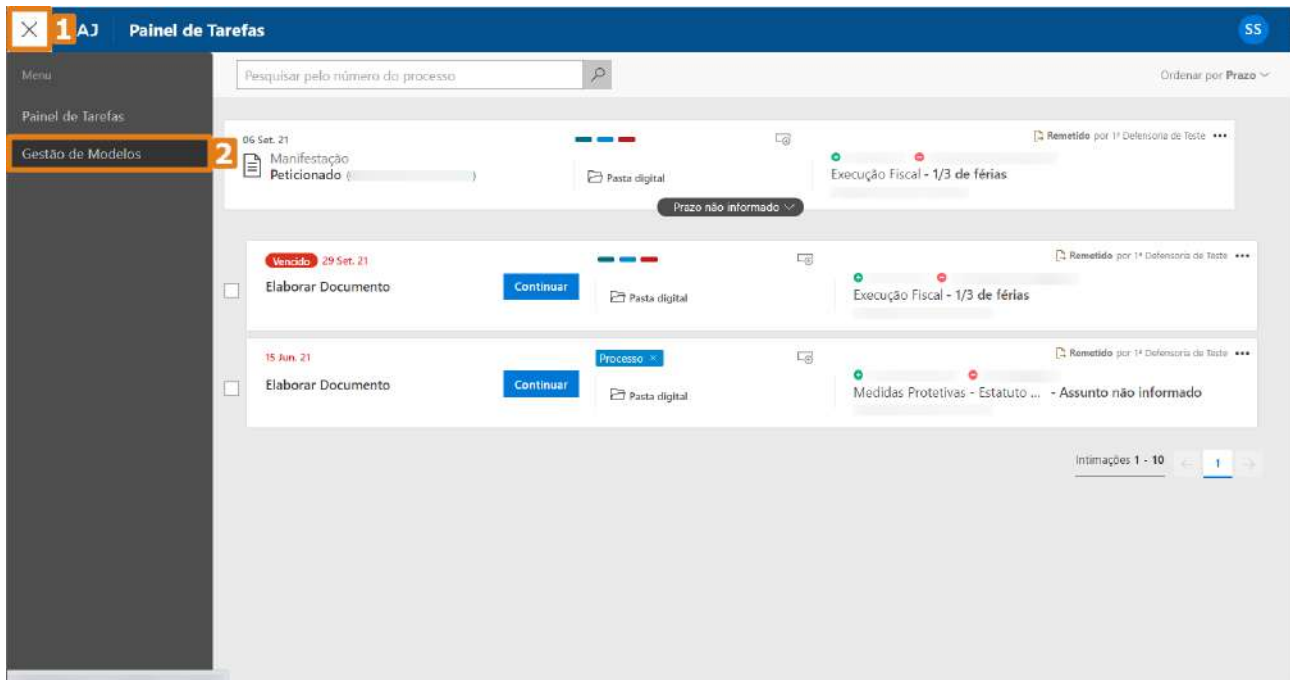 1 AJ Painel de Tarefas SS
Menu
Painel de Tarefas
Gestão de Modelos 2
Pesquisar pelo número do processo
Ordenar por Prazo
06 Set. 21
Manifestação
Peticionado ( )
Pasta digital
Remetido por 1ª Defensoria de Teste
Execução Fiscal - 1/3 de férias
Prazo não informado
Vencido 29 Set. 21
Elaborar Documento
Continuar
Pasta digital
Remetido por 1ª Defensoria de Teste
Execução Fiscal - 1/3 de férias
15 Jun. 21
Elaborar Documento
Continuar
Processo ×
Pasta digital
Remetido por 1ª Defensoria de Teste
Medidas Protetivas - Estatuto ... - Assunto não informado
Intimações 1 - 10
1